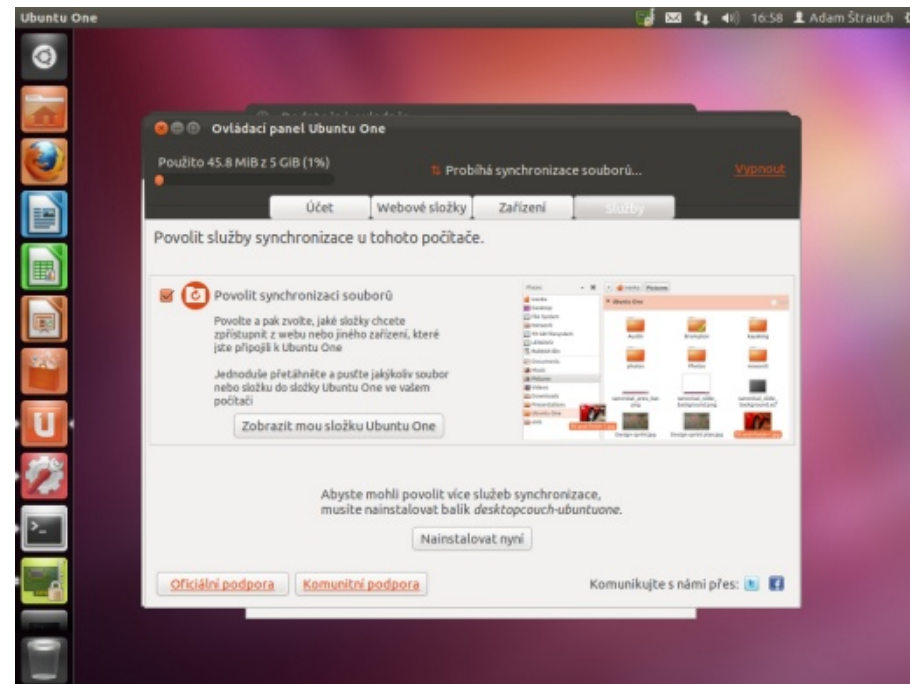 Ubuntu One
16:58
Adam Štrauch
Ovládací panel Ubuntu One
Použito 45.8 MiB z 5 GiB (1%)
Probíhá synchronizace souborů...
Vypnout
Účet
Webové složky
Zařízení
Služby
Povolit služby synchronizace u tohoto počítače.
Povolit synchronizaci souborů
Povolte a pak zvolte, jaké složky chcete
zpřístupnit z webu nebo jiného zařízení, které
jste připojili k Ubuntu One
Jednoduše přetáhněte a pusťte jakýkoliv soubor
nebo složku do složky Ubuntu One ve vašem
počítači
Zobrazit mou složku Ubuntu One
Abyste mohli povolit více služeb synchronizace,
musíte nainstalovat balík desktopcouch-ubuntuone.
Nainstalovat nyní
Oficiální podpora
Komunitní podpora
Komunikujte s námi přes: